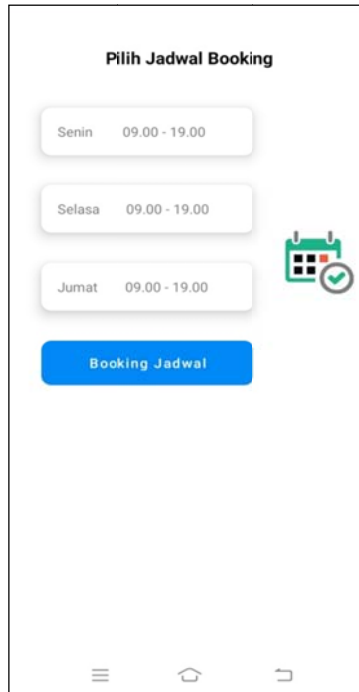 Pilih Jadwal Booking
Senin 09.00 - 19.00
Selasa 09.00 - 19.00
Jumat 09.00 - 19.00
Booking Jadwal